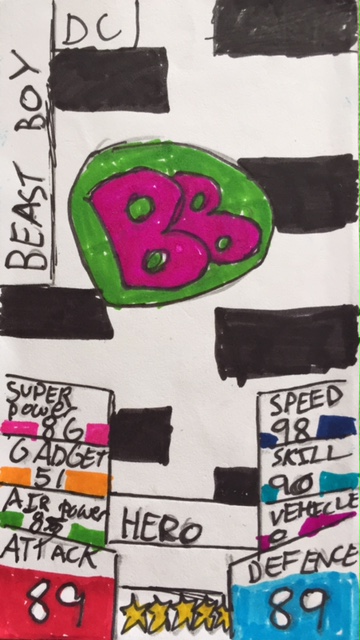 DC
BEAST BOY
BB
SUPER
POWER
86
GADGET
51
AIR POWER
ATTACK
89
HERO
SPEED
98
SKILL
90
VEHICLE
0
DEFENCE
89